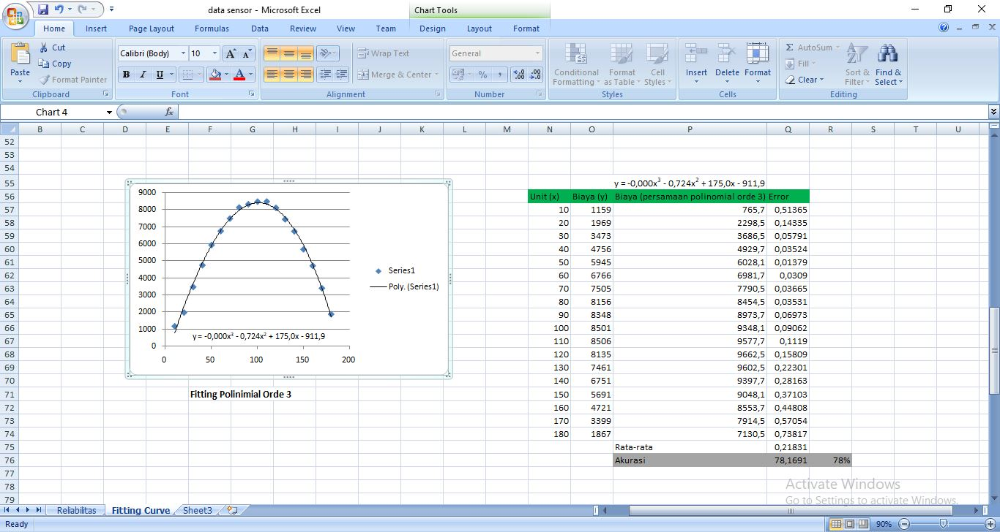 data sensor - Microsoft Excel
Chart Tools
Home Insert Page Layout Formulas Data Review View Team Design Layout Format
Paste
Cut
Copy
Format Painter
Clipboard
Calibri (Body) 10
B I U
Font
Wrap Text
Merge & Center
Alignment
General
%
Number
Conditional Formatting
Format as Table
Cell Styles
Styles
Insert Delete Format
Cells
AutoSum
Fill
Clear
Sort & Filter
Find & Select
Editing
Chart 4 fx
B C D E F G H I J K L M N O P Q R S T U
52
53
54
55 y = -0,000x³ - 0,724x² + 175,0x - 911,9
56 Unit (x) Biaya (y) Biaya (persamaan polinomial orde 3) Error
57 10 1159 765,7 0,51365
58 20 1969 2298,5 0,14335
59 30 3473 3686,5 0,05791
60 40 4756 4929,7 0,03524
61 50 5945 6028,1 0,01379
62 60 6766 6981,7 0,0309
63 70 7505 7790,5 0,03665
64 80 8156 8454,5 0,03531
65 90 8348 8973,7 0,06973
66 100 8501 9348,1 0,09062
67 110 8506 9577,7 0,1119
68 120 8135 9662,5 0,15809
69 130 7461 9602,5 0,22301
70 140 6751 9397,7 0,28163
71 150 5691 9048,1 0,37103
72 160 4721 8553,7 0,44808
73 170 3399 7914,5 0,57054
74 180 1867 7130,5 0,73817
75 Rata-rata 0,21831
76 Akurasi 78,1691 78%
77
78
79
9000
8000
7000
6000
5000
4000
3000
2000
1000
0
0 50 100 150 200
y = -0,000x³ - 0,724x² + 175,0x - 911,9
Series1
Poly. (Series1)
Fitting Polinimial Orde 3
Activate Windows
Go to Settings to activate Windows.
Reliabilitas Fitting Curve Sheet3
Ready 90%